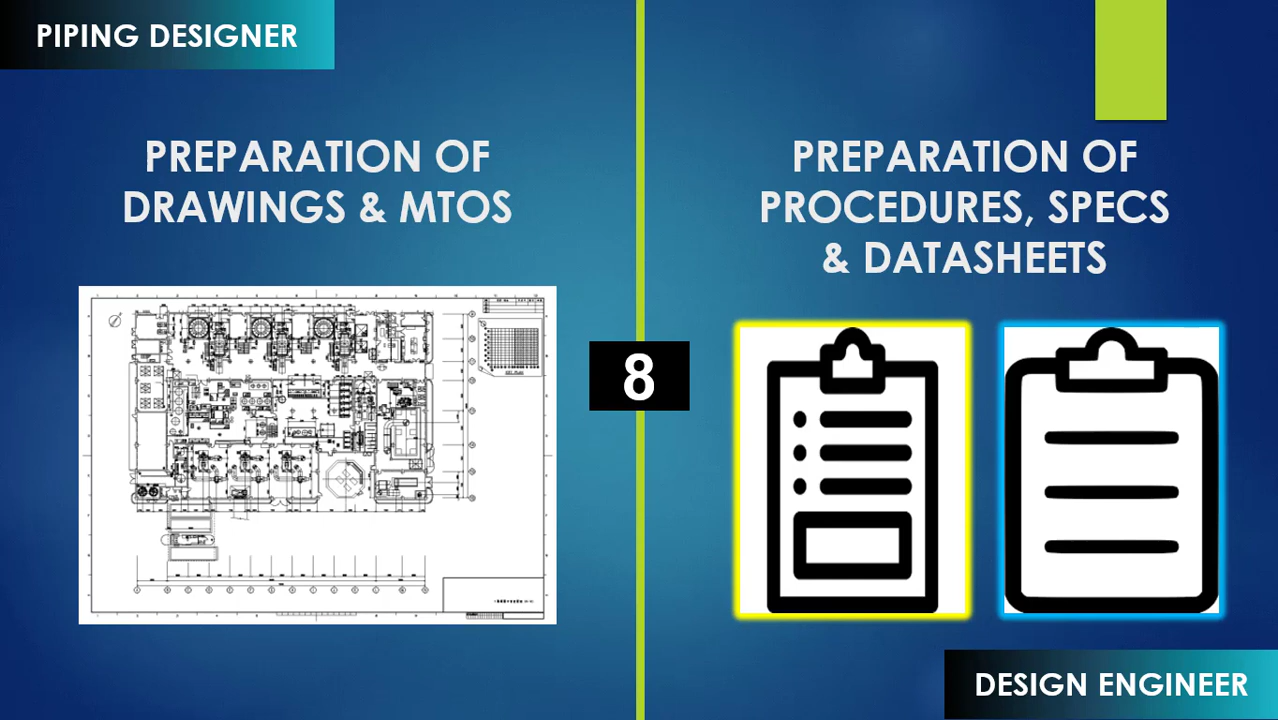 PIPING DESIGNER
PREPARATION OF
DRAWINGS & MTOS
8
PREPARATION OF
PROCEDURES, SPECS
& DATASHEETS
DESIGN ENGINEER